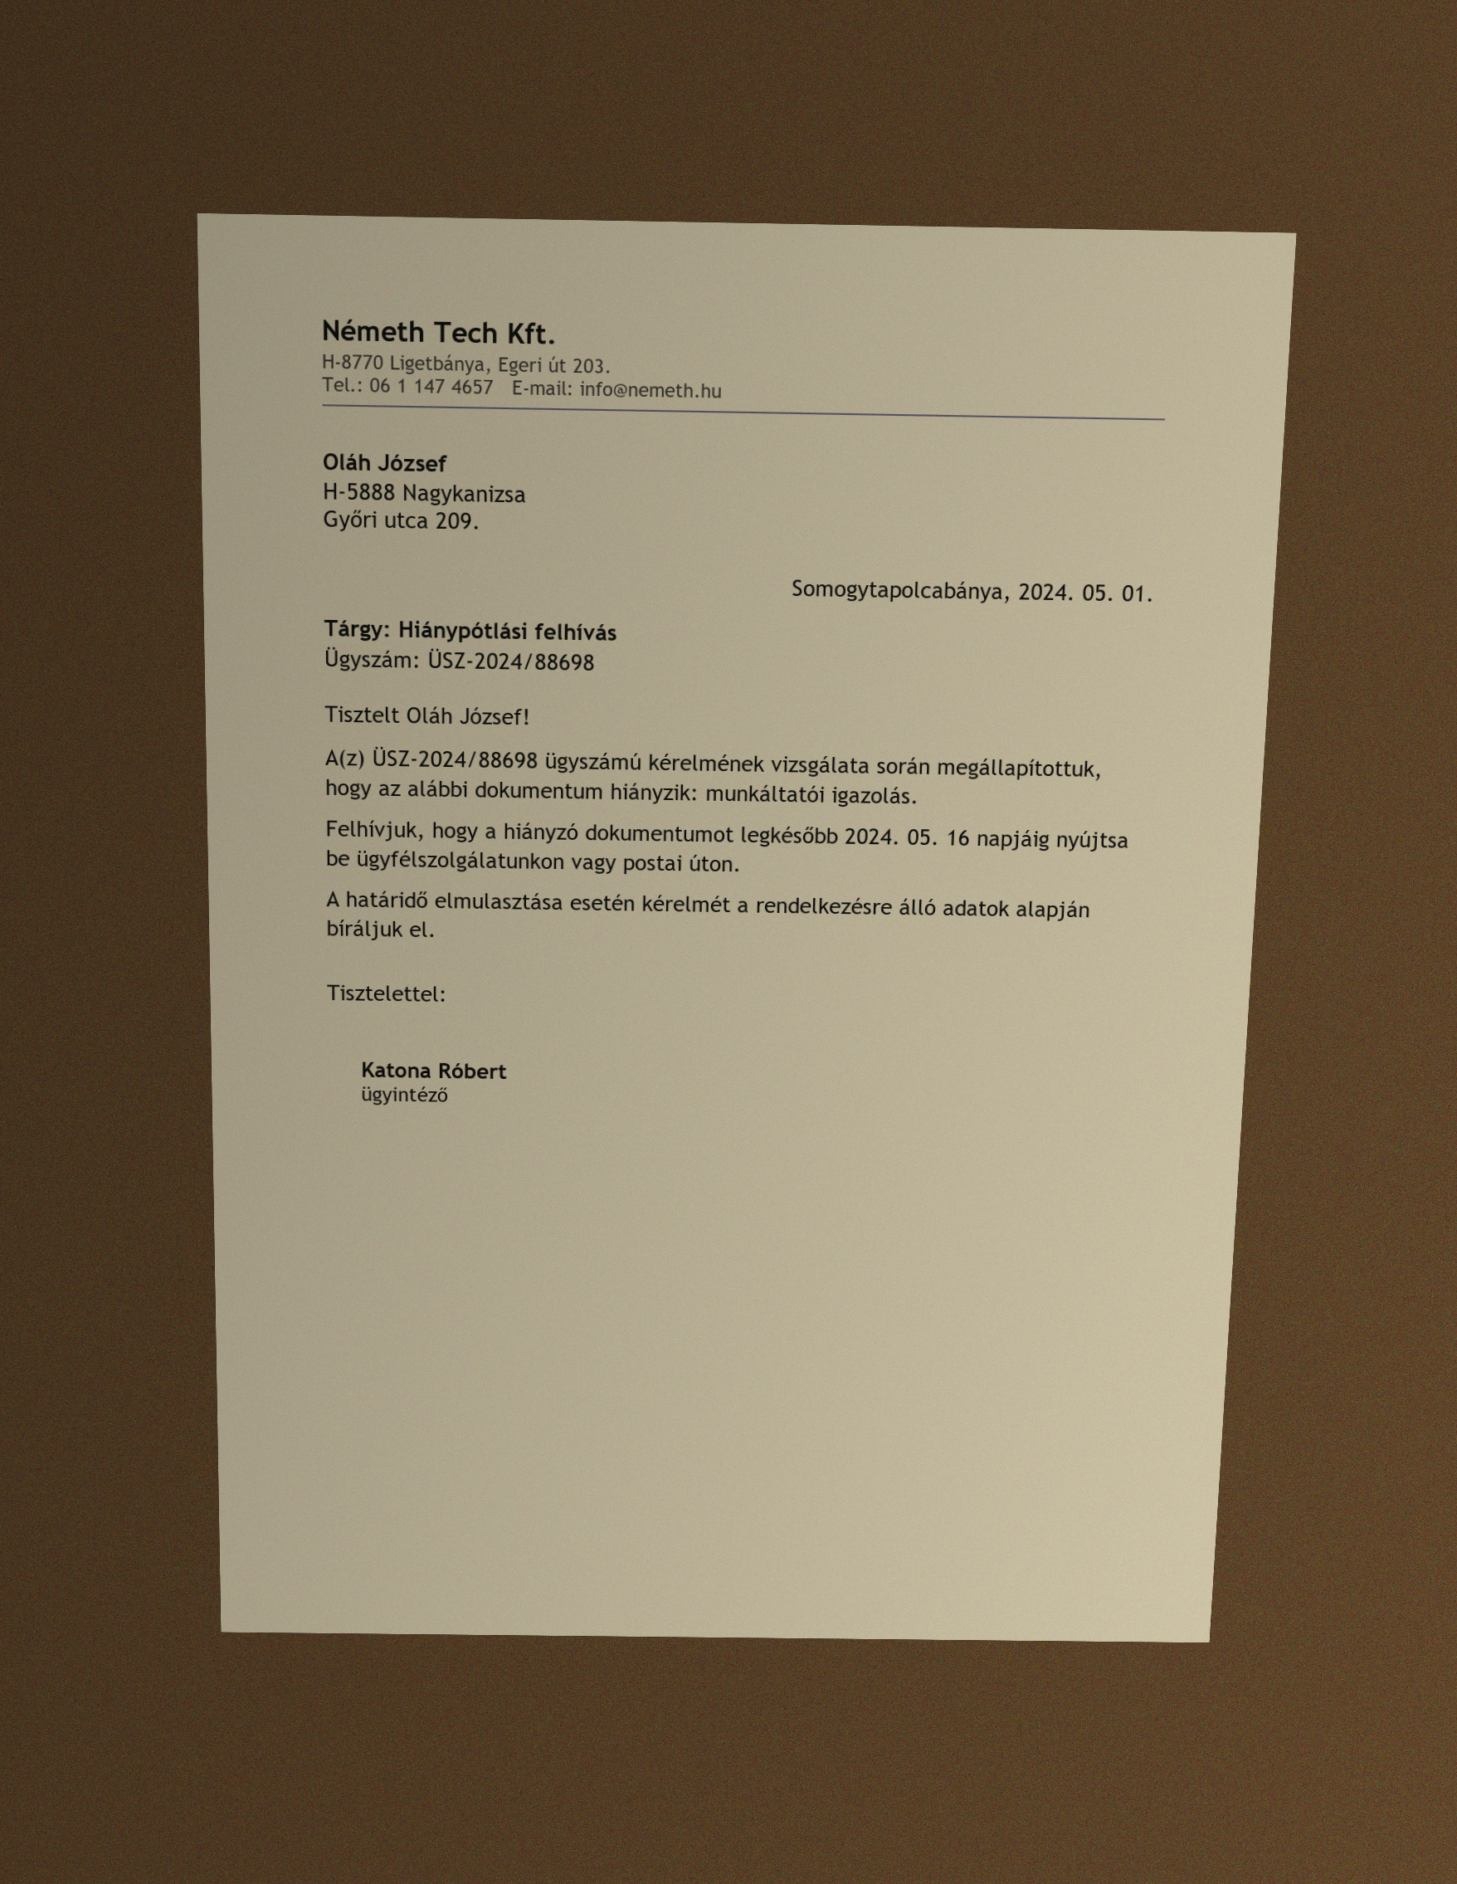 Németh Tech Kft.
H-8770 Ligetbánya, Egeri út 203.
Tel.: 06 1 147 4657 E-mail: info@nemeth.hu
Oláh József
H-5888 Nagykanizsa
Győri utca 209.
Somogytapolcabánya, 2024. 05. 01.
Tárgy: Hiánypótlási felhívás
Ügyszám: ÜSZ-2024/88698
Tisztelt Oláh József!
A(z) ÜSZ-2024/88698 ügyszámú kérelmének vizsgálata során megállapítottuk,
hogy az alábbi dokumentum hiányzik: munkáltatói igazolás.
Felhívjuk, hogy a hiányzó dokumentumot legkésőbb 2024. 05. 16 napjáig nyújtsa
be ügyfélszolgálatunkon vagy postai úton.
A határidő elmulasztása esetén kérelmét a rendelkezésre álló adatok alapján
bíráljuk el.
Tisztelettel:
Katona Róbert
ügyintéző